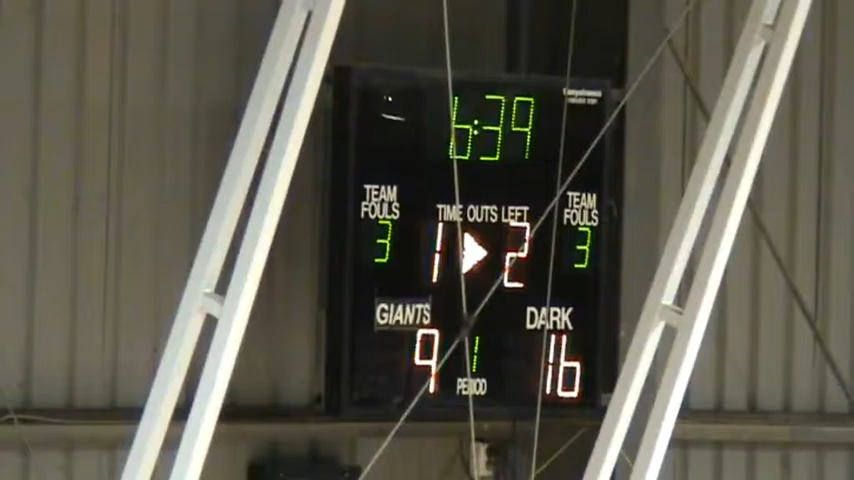 6:39
TEAM FOULS
TIME OUTS LEFT
TEAM FOULS
3
1
2
3
GIANTS
DARK
9
1
16
PERIOD